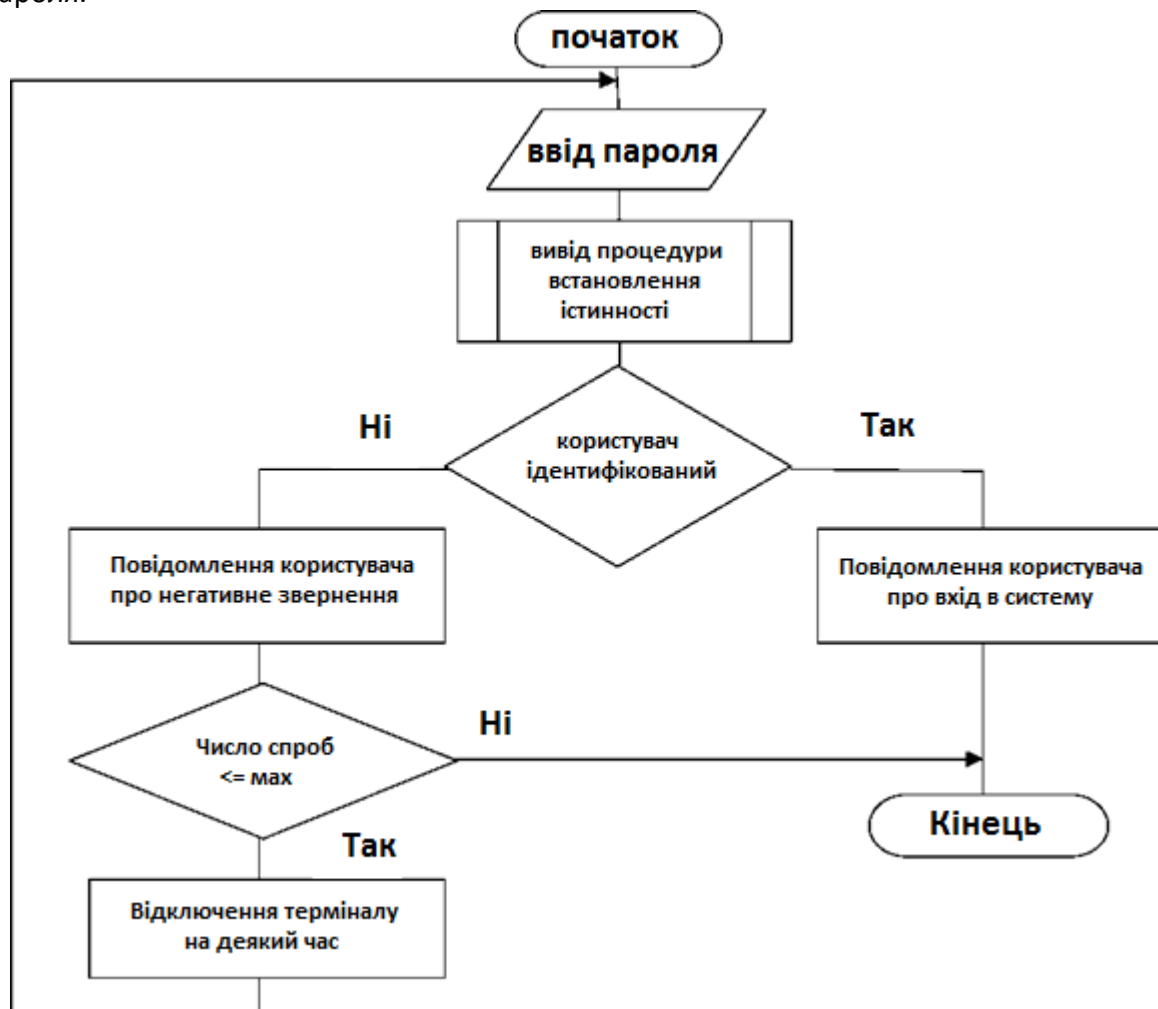 ароля.
початок
ввід пароля
вивід процедури
встановлення
істинності
Ні
Так
користувач
ідентифікований
Повідомлення користувача
про негативне звернення
Повідомлення користувача
про вхід в систему
Ні
Число спроб
<= мах
Кінець
Так
Відключення терміналу
на деякий час